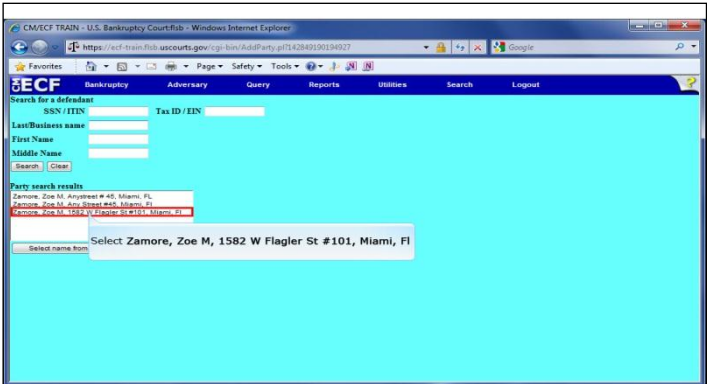 CM/ECF TRAIN - U.S. Bankruptcy Court:flsb - Windows Internet Explorer
https://ecf-train.flsb.uscourts.gov/cgi-bin/AddParty.pl?142849190194927
Google
Favorites Page Safety Tools
ECF Bankruptcy Adversary Query Reports Utilities Search Logout ?
Search for a defendant
SSN / ITIN Tax ID / EIN
Last/Business name
First Name
Middle Name
Search Clear
Party search results
Zamore, Zoe M, Anystreet # 45, Miami, FL
Zamore, Zoe M, Any Street #45, Miami, Fl
Zamore, Zoe M, 1582 W Flagler St #101, Miami, Fl
Select Zamore, Zoe M, 1582 W Flagler St #101, Miami, Fl
Select name from